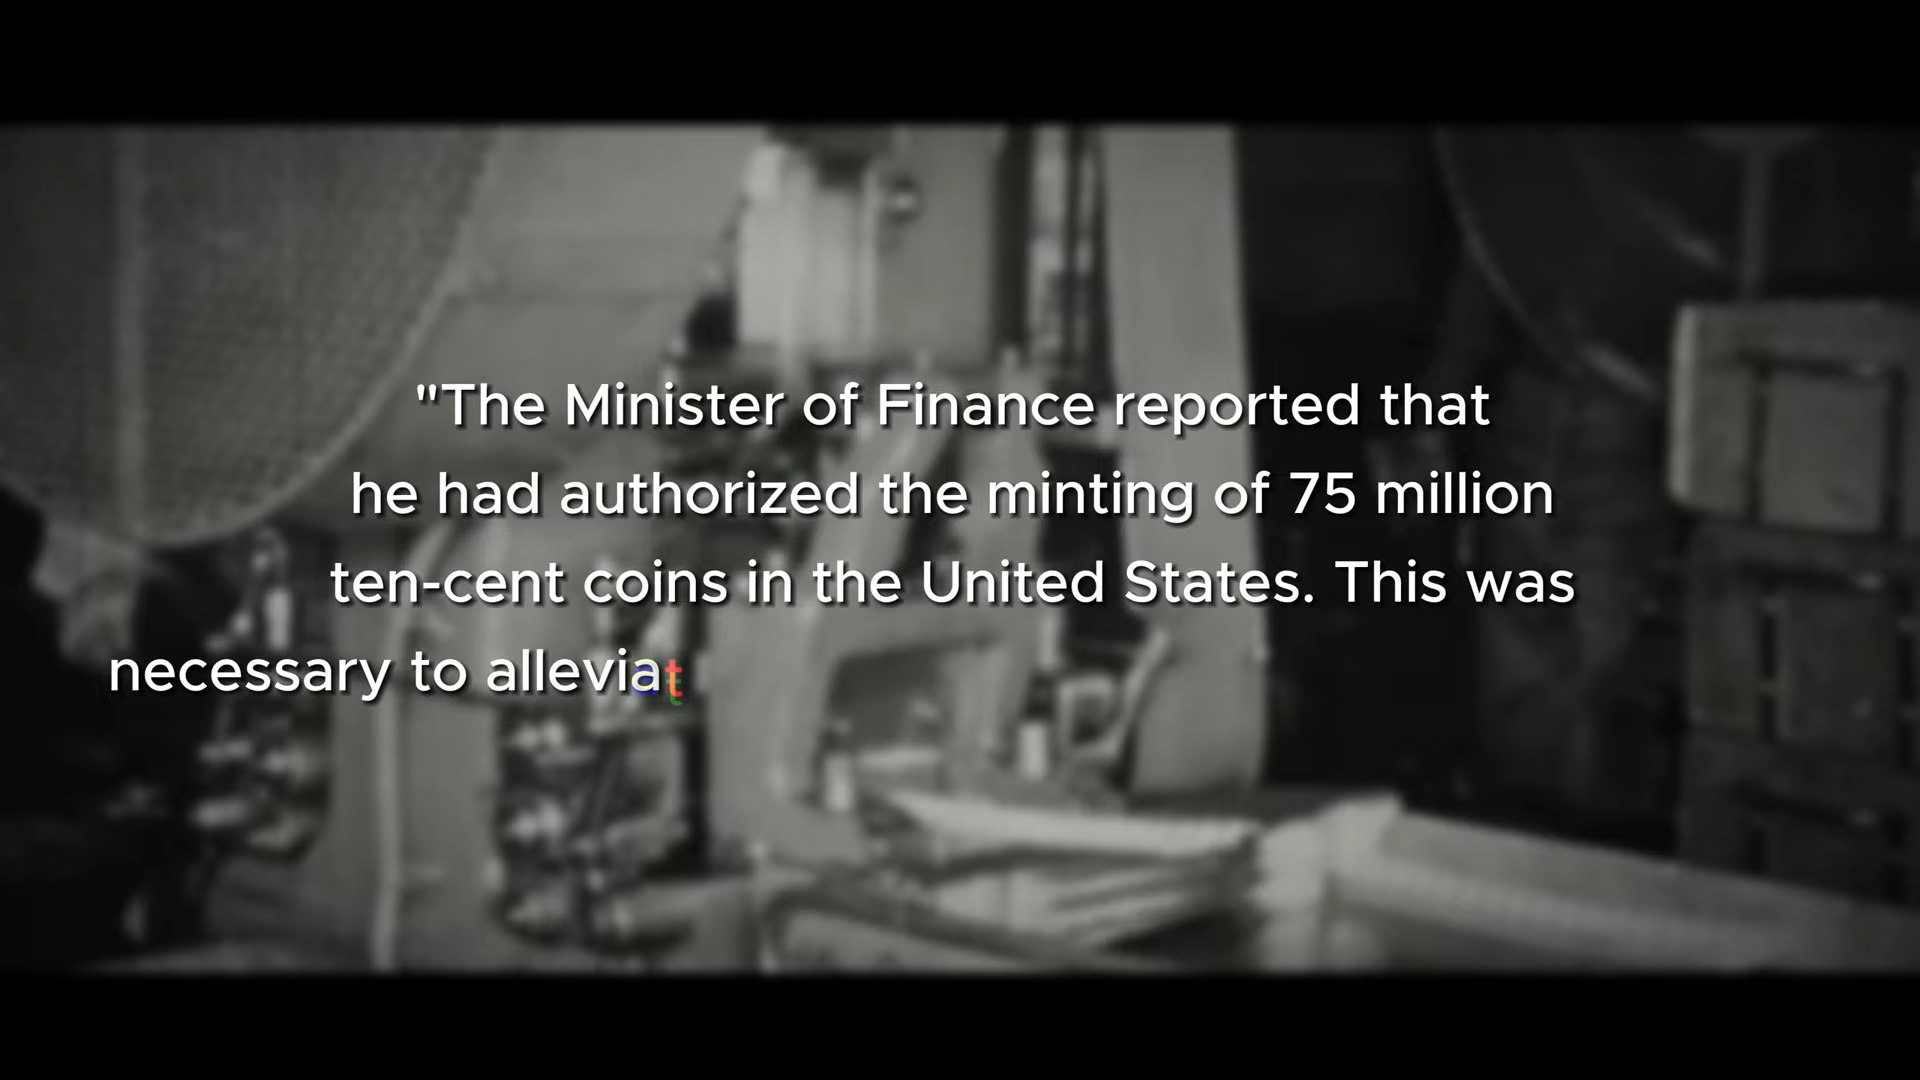 "The Minister of Finance reported that
he had authorized the minting of 75 million
ten-cent coins in the United States. This was
necessary to alleviat